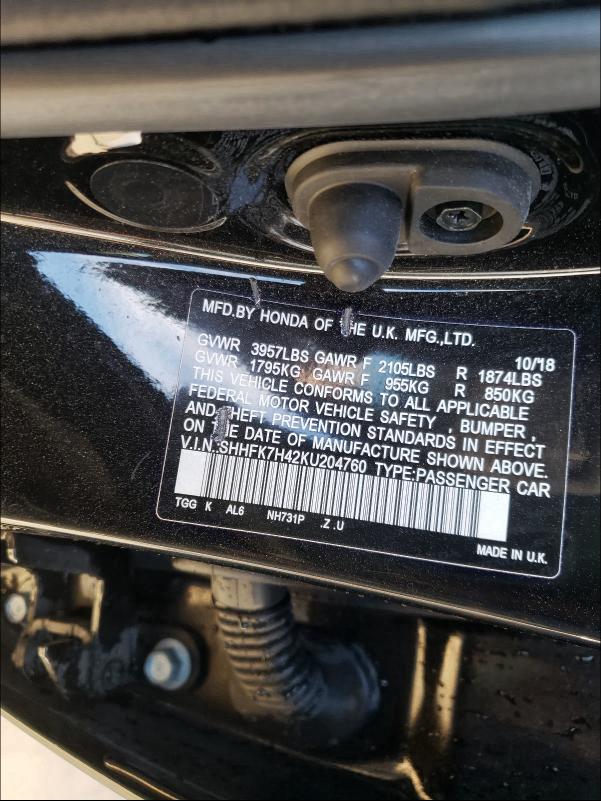 MFD.BY HONDA OF THE U.K. MFG.,LTD.
10/18
GVWR 3957LBS GAWR F 2105LBS R 1874LBS
GVWR 1795KG GAWR F 955KG R 850KG
THIS VEHICLE CONFORMS TO ALL APPLICABLE
FEDERAL MOTOR VEHICLE SAFETY , BUMPER ,
AND THEFT PREVENTION STANDARDS IN EFFECT
ON THE DATE OF MANUFACTURE SHOWN ABOVE.
V.I.N.:SHHFK7H42KU204760 TYPE:PASSENGER CAR
TGG K AL6 NH731P .Z .U
MADE IN U.K.